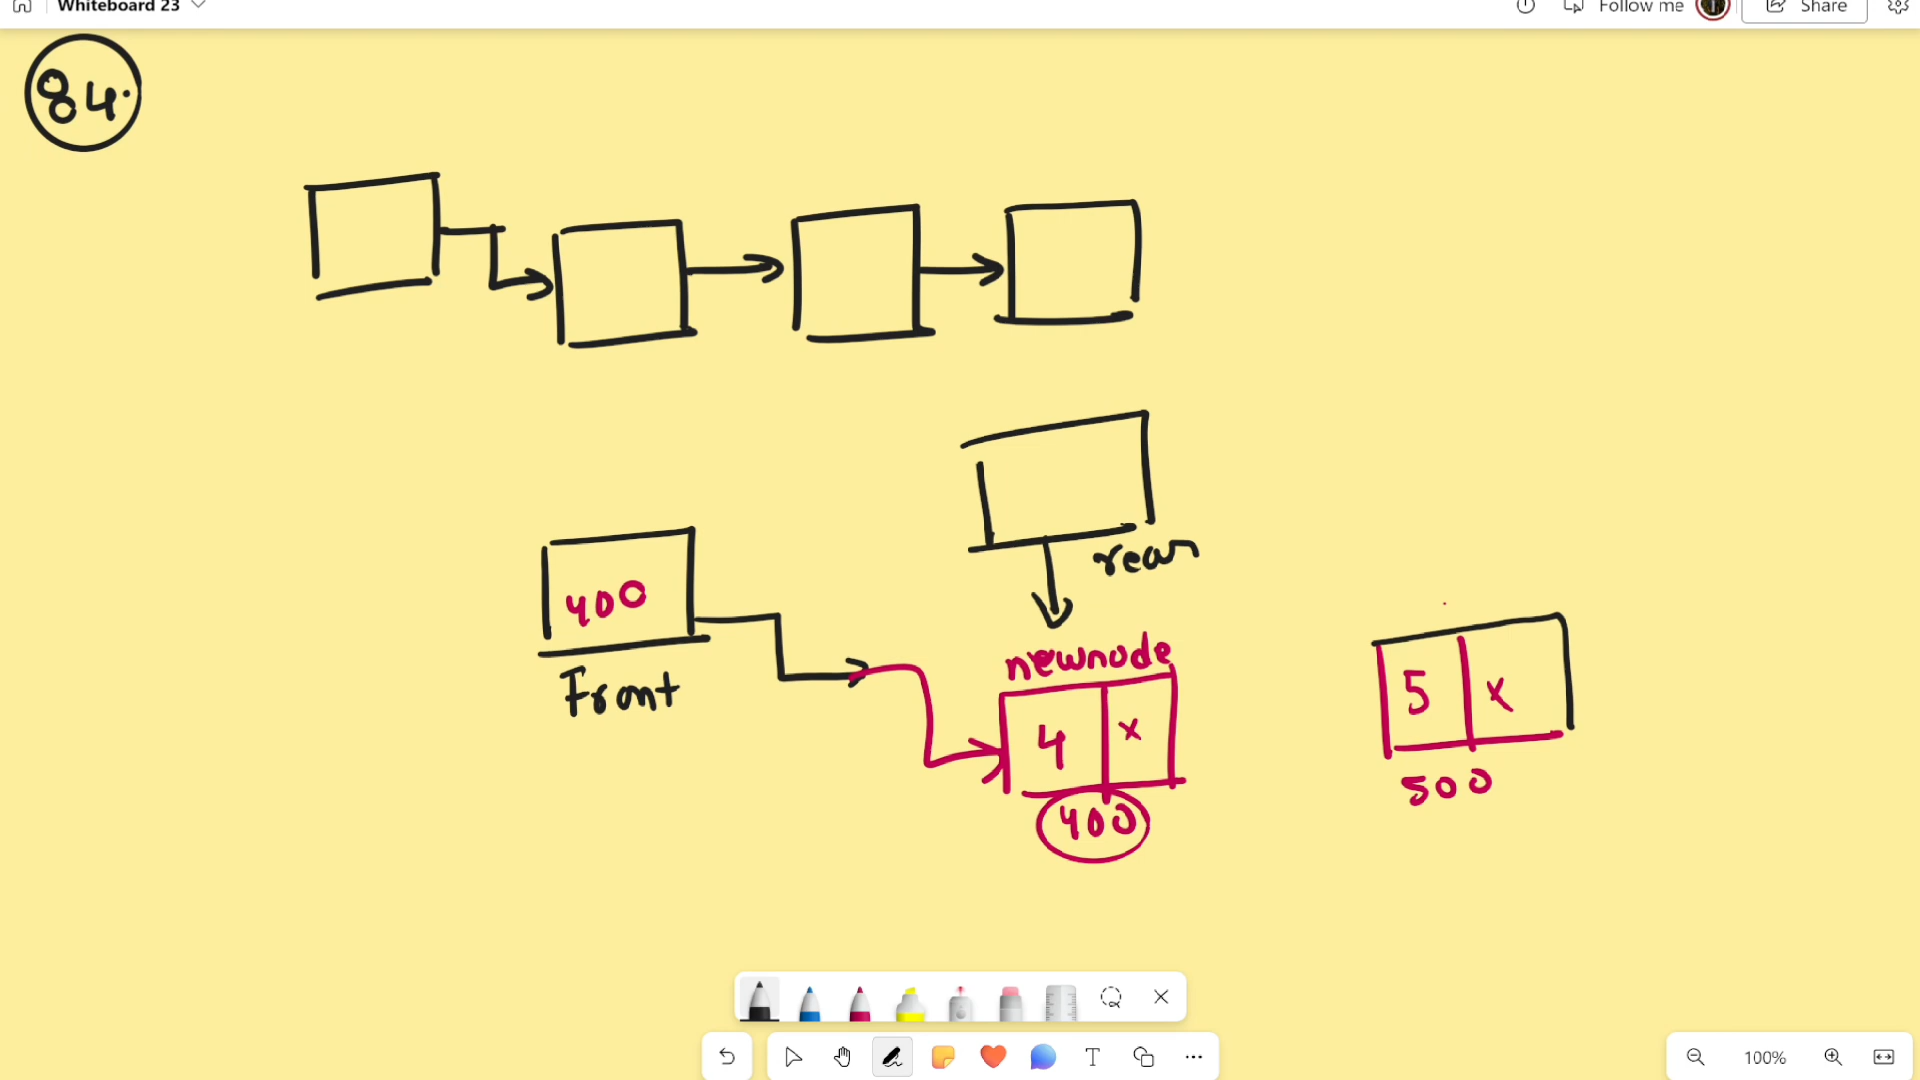 Whiteboard 23
Follow me
Share
84.
rear
400
Front
newnode
4 x
400
5 x
500
T
100%